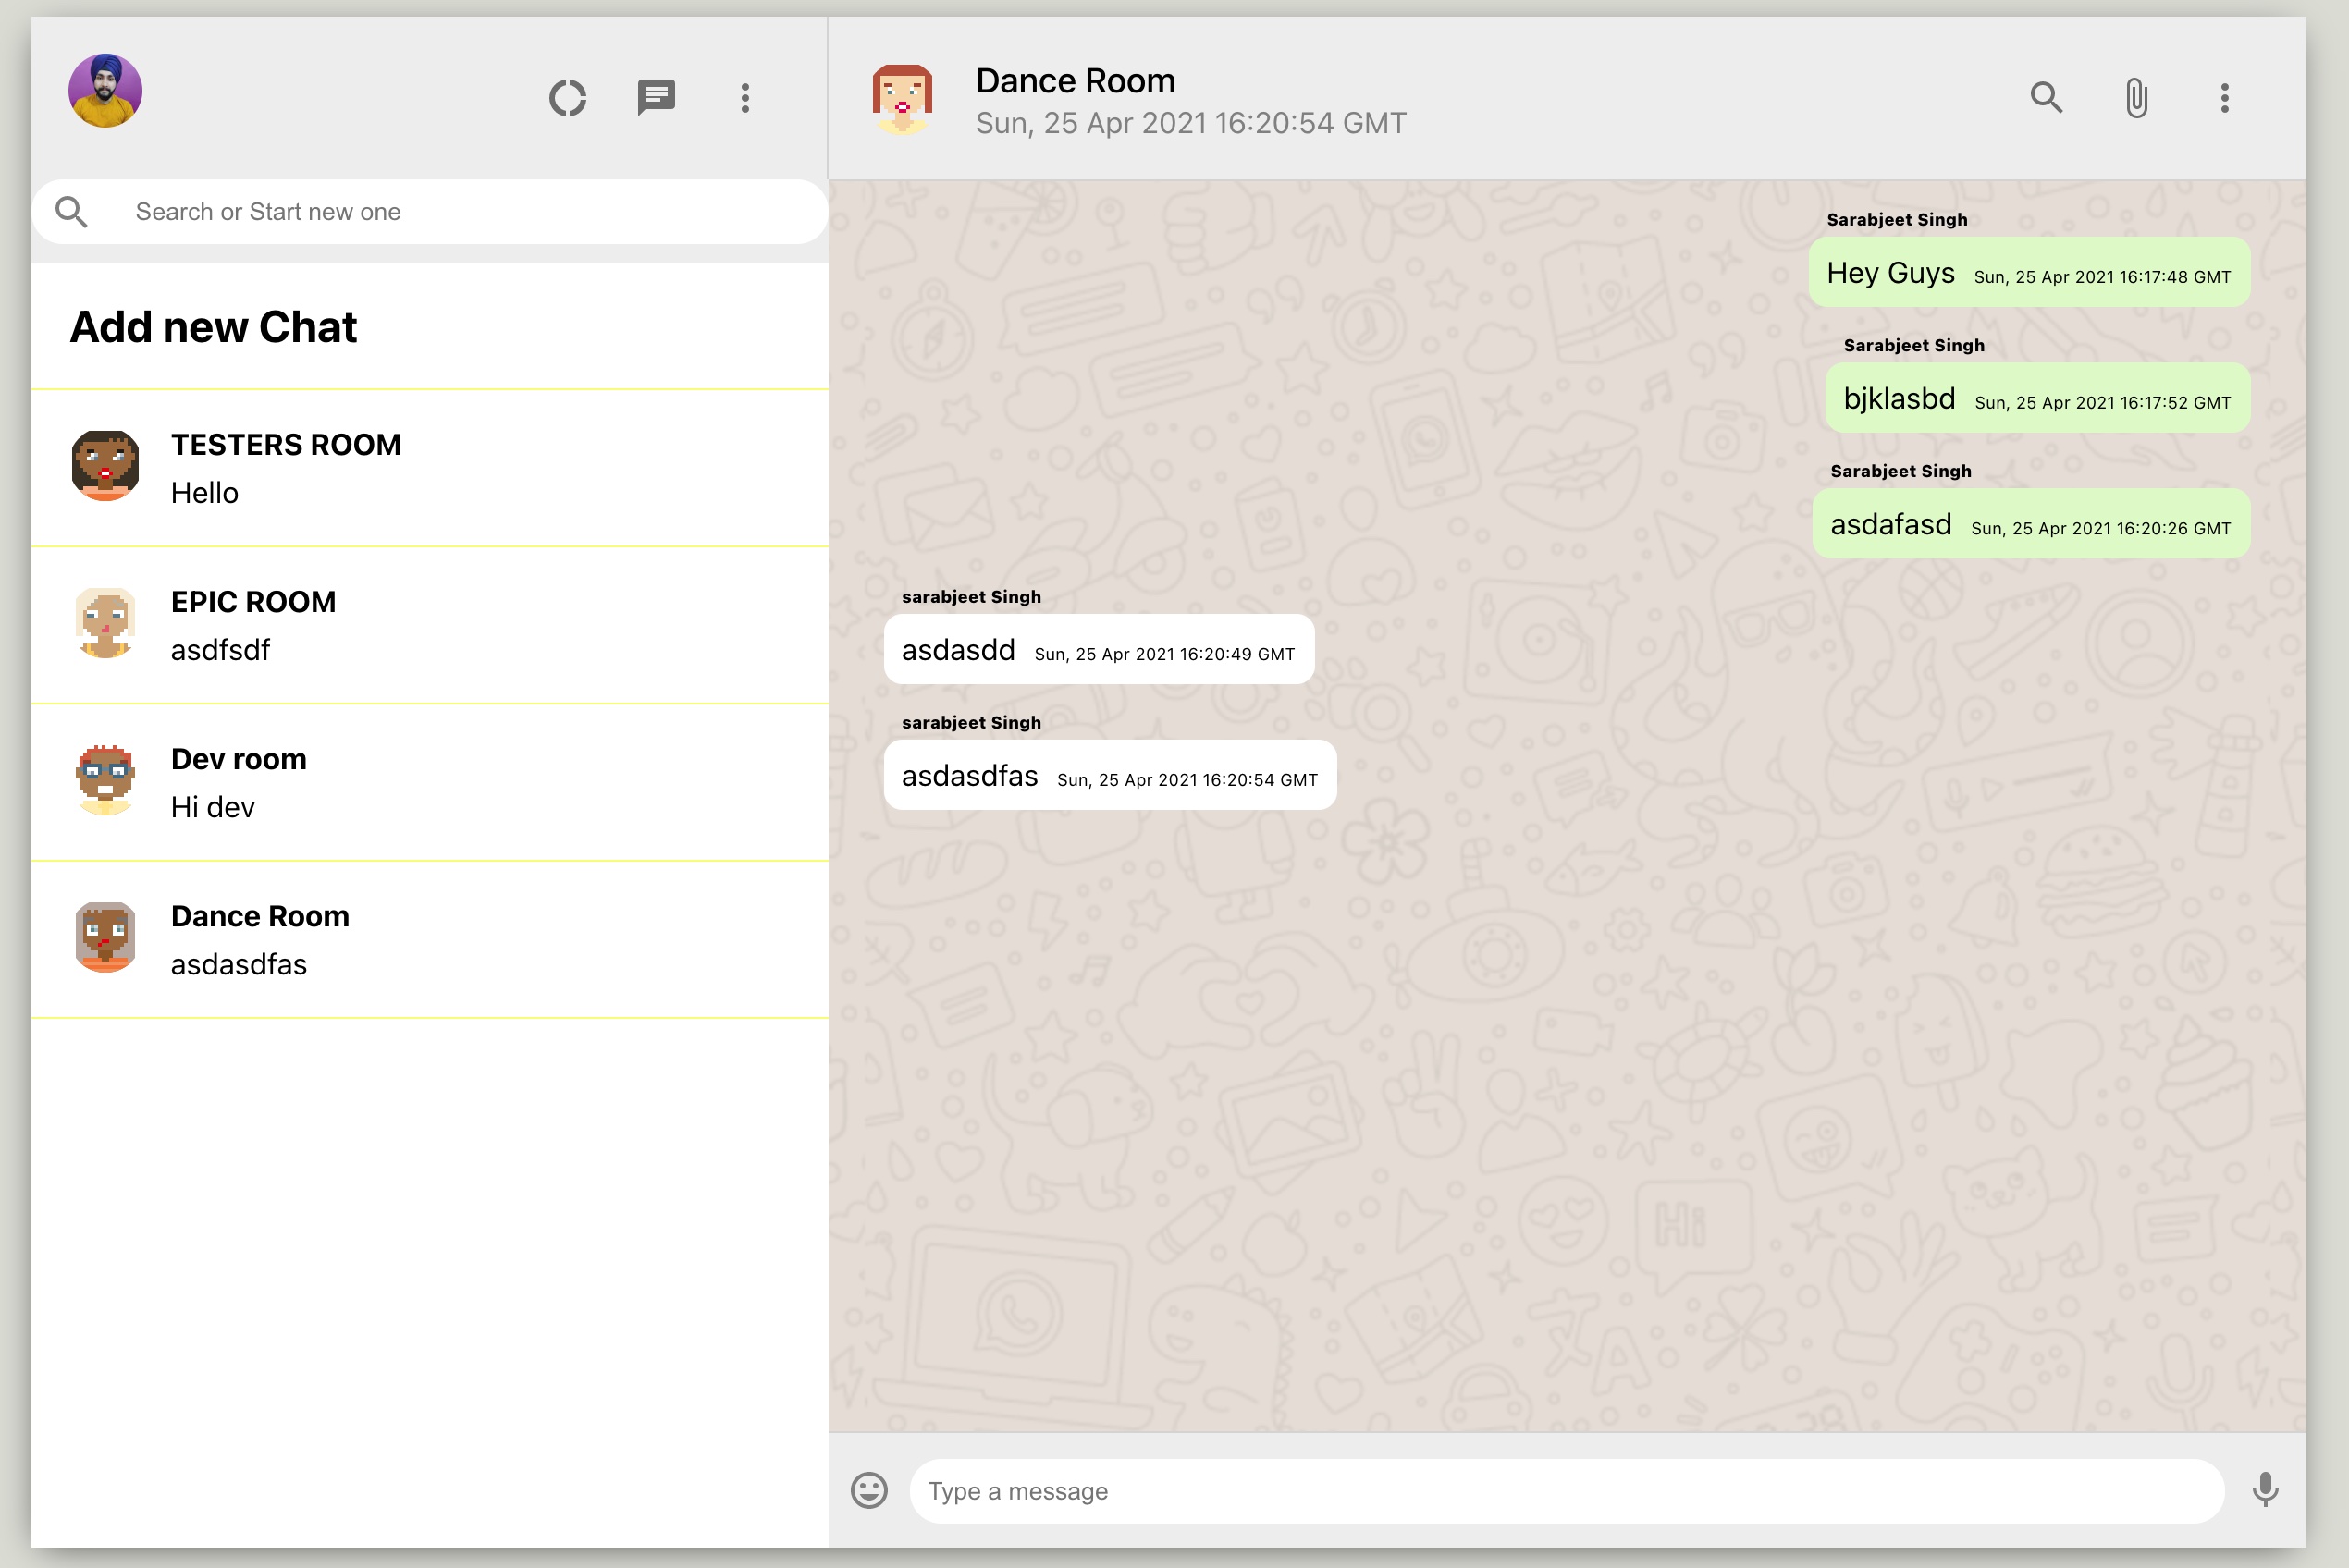 Search or Start new one
Add new Chat
TESTERS ROOM
Hello
EPIC ROOM
asdfsdf
Dev room
Hi dev
Dance Room
asdasdfas
Dance Room
Sun, 25 Apr 2021 16:20:54 GMT
Sarabjeet Singh
Hey Guys Sun, 25 Apr 2021 16:17:48 GMT
Sarabjeet Singh
bjklasbd Sun, 25 Apr 2021 16:17:52 GMT
Sarabjeet Singh
asdafasd Sun, 25 Apr 2021 16:20:26 GMT
sarabjeet Singh
asdasdd Sun, 25 Apr 2021 16:20:49 GMT
sarabjeet Singh
asdasdfas Sun, 25 Apr 2021 16:20:54 GMT
Hi
Type a message